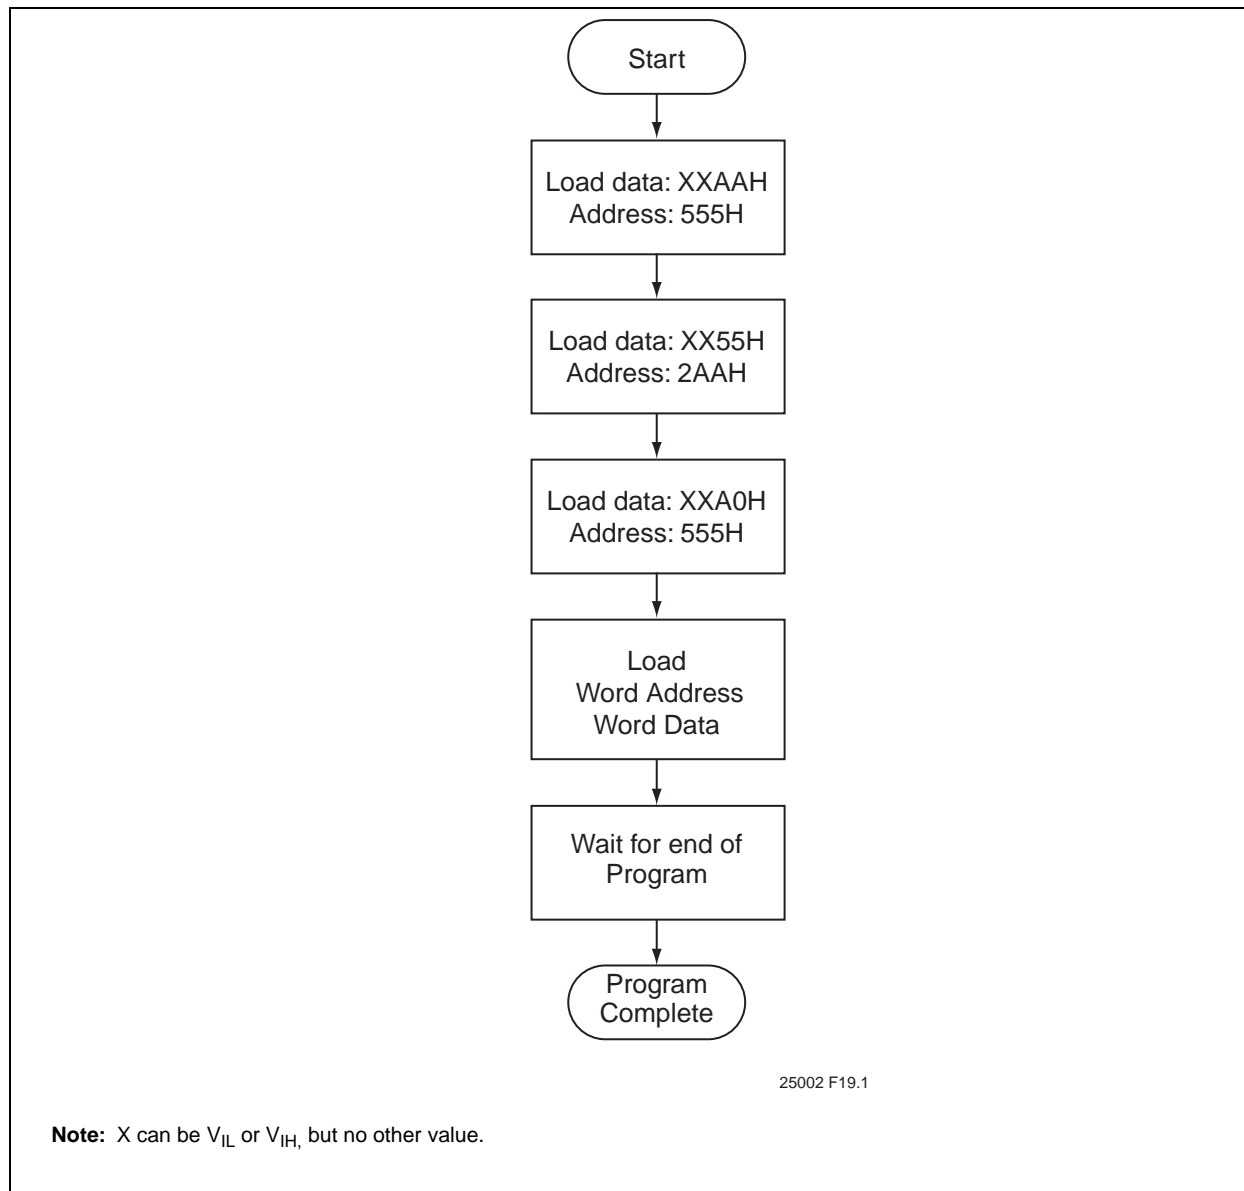 Start
Load data: XXAAH
Address: 555H
Load data: XX55H
Address: 2AAH
Load data: XXA0H
Address: 555H
Load
Word Address
Word Data
Wait for end of
Program
Program
Complete
25002 F19.1
Note: X can be VIL or VIH, but no other value.